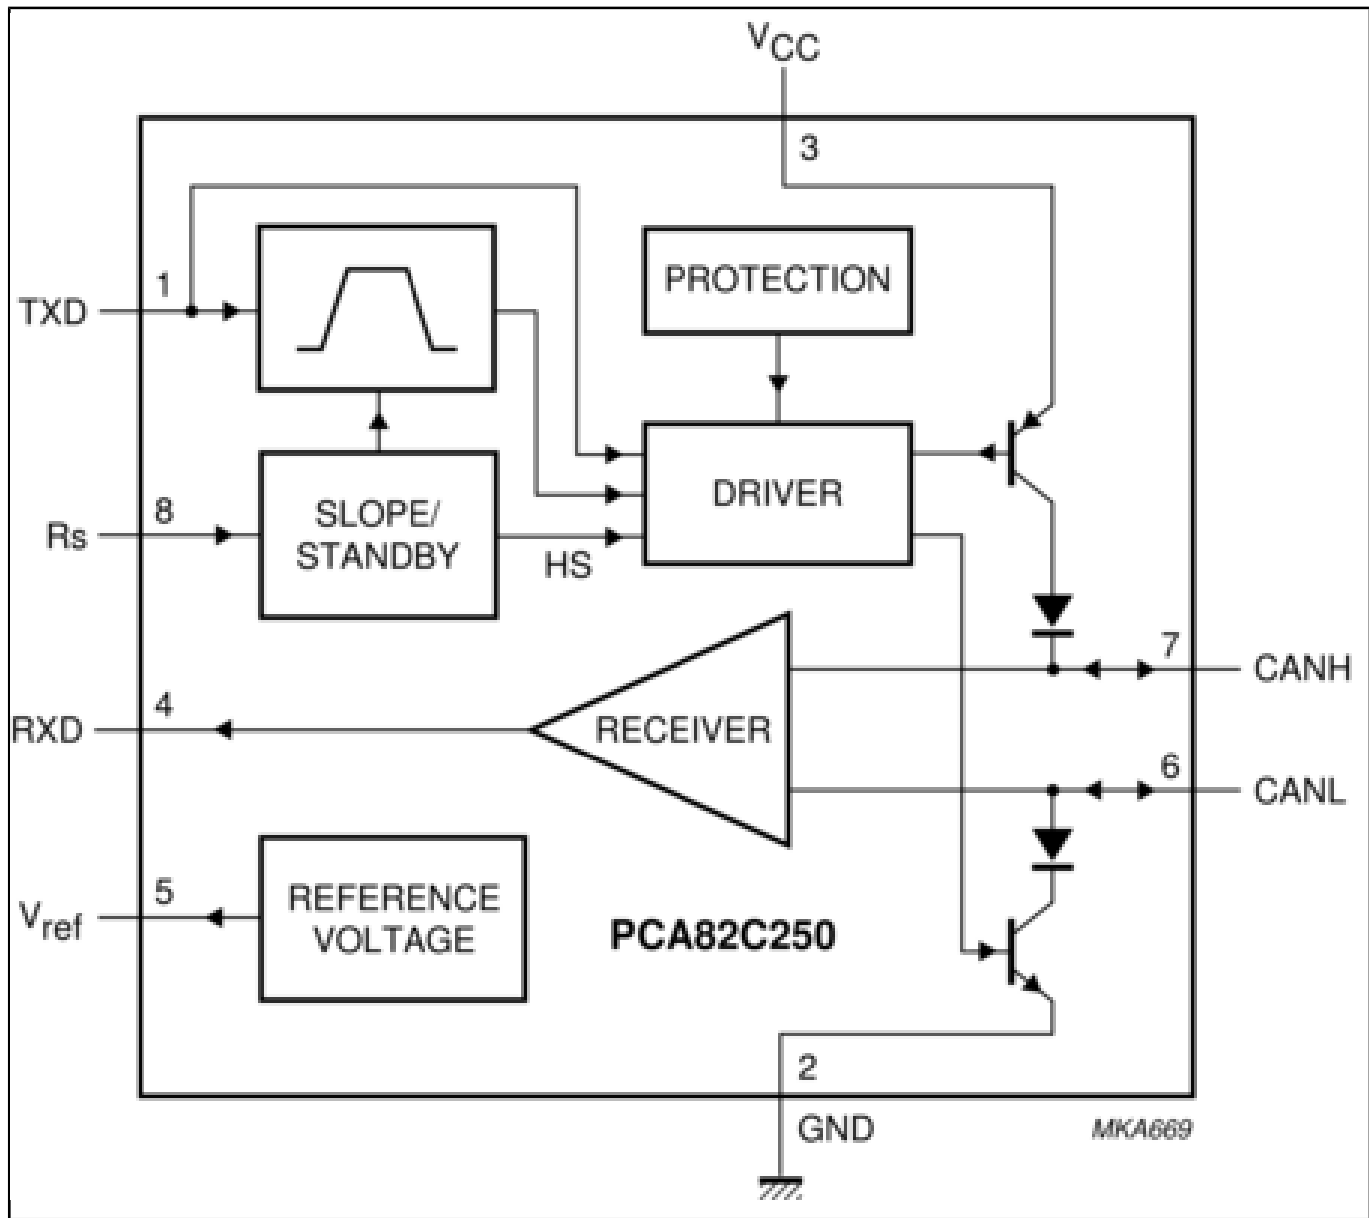 VCC
3
1
TXD
PROTECTION
8
Rs
SLOPE/
STANDBY
HS
DRIVER
7
CANH
4
RXD
RECEIVER
6
CANL
5
Vref
REFERENCE
VOLTAGE
PCA82C250
2
GND
MKA669